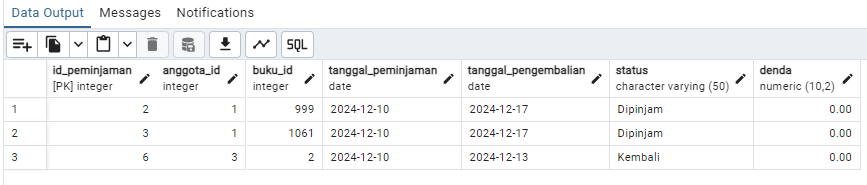 Data Output Messages Notifications
SQL
id_peminjaman anggota_id buku_id tanggal_peminjaman tanggal_pengembalian status denda
[PK] integer integer integer date date character varying (50) numeric (10,2)
1 2 1 999 2024-12-10 2024-12-17 Dipinjam 0.00
2 3 1 1061 2024-12-10 2024-12-17 Dipinjam 0.00
3 6 3 2 2024-12-10 2024-12-13 Kembali 0.00